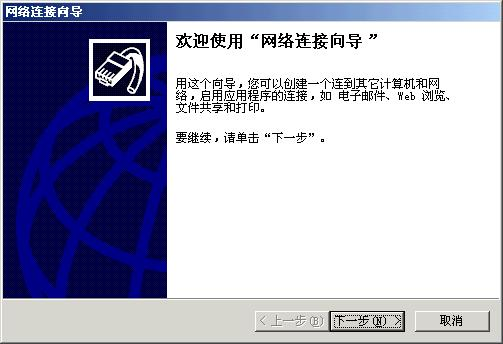 网络连接向导
欢迎使用“网络连接向导 ”
用这个向导，您可以创建一个连到其它计算机和网
络，启用应用程序的连接，如 电子邮件、Web 浏览、
文件共享和打印。
要继续，请单击“下一步”。
< 上一步(B) 下一步(N) > 取消